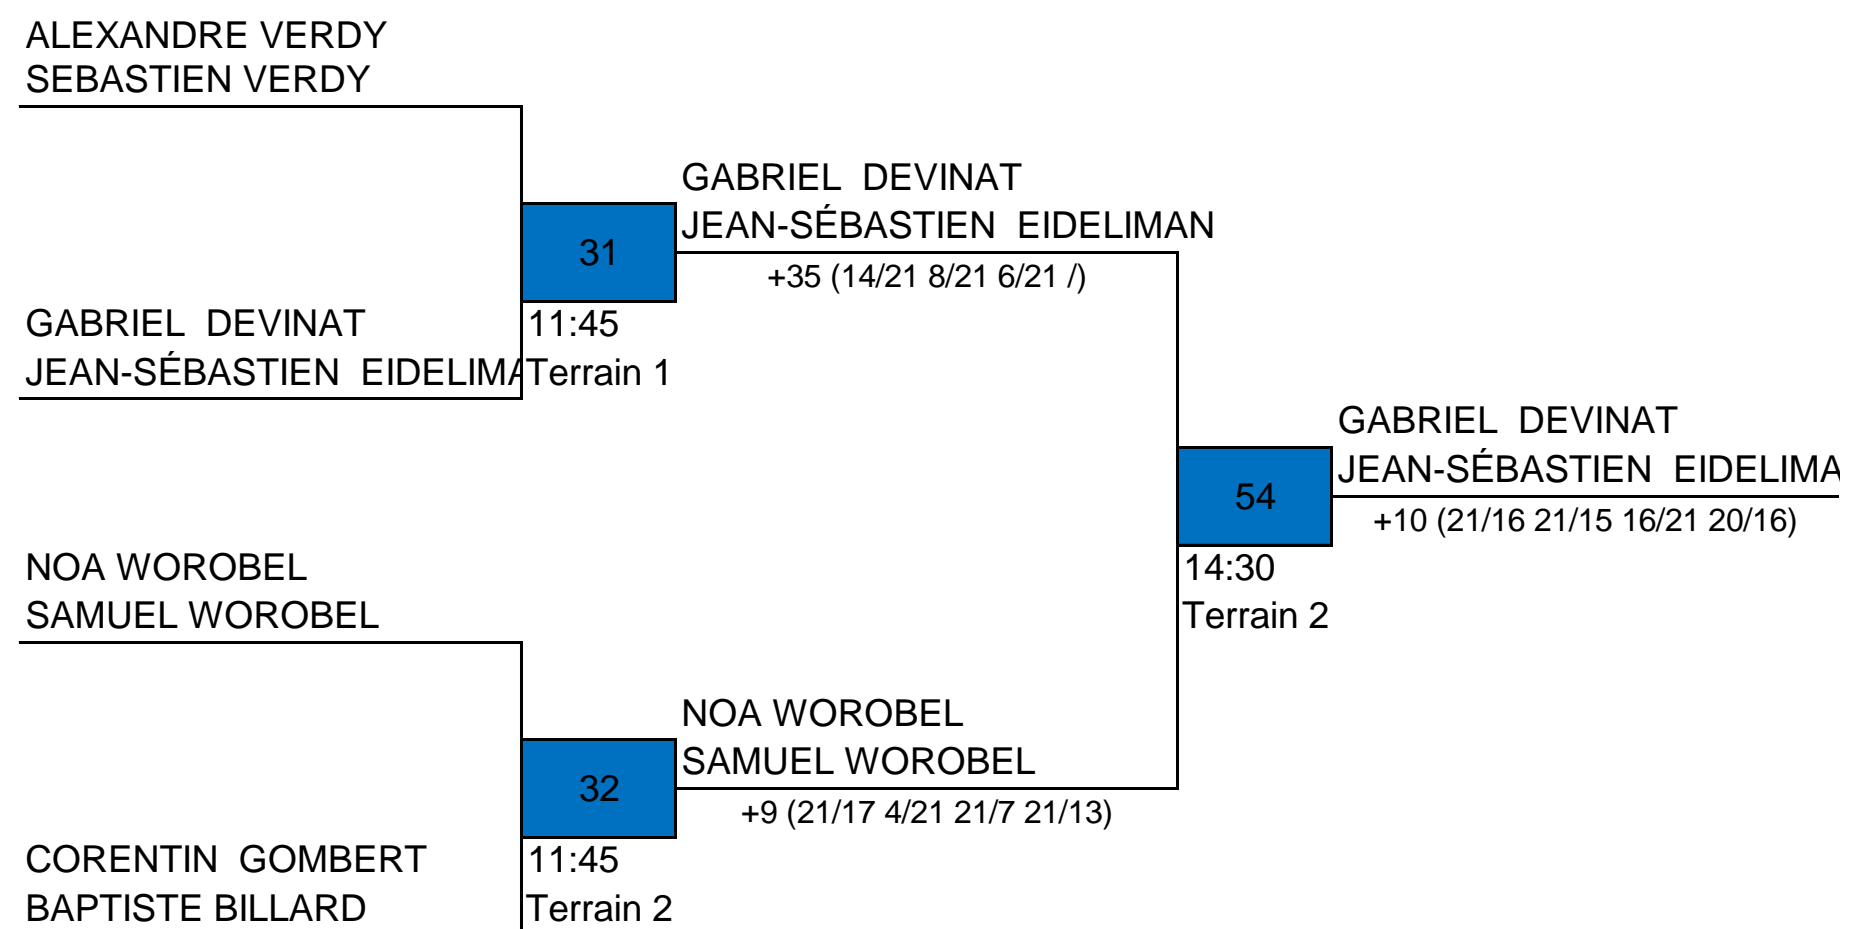 ALEXANDRE VERDY
SEBASTIEN VERDY
GABRIEL  DEVINAT
JEAN-SÉBASTIEN  EIDELIMAN
31
+35 (14/21 8/21 6/21 /)
GABRIEL  DEVINAT
11:45
JEAN-SÉBASTIEN  EIDELIMA
Terrain 1
GABRIEL  DEVINAT
JEAN-SÉBASTIEN  EIDELIMA
54
+10 (21/16 21/15 16/21 20/16)
NOA WOROBEL
14:30
SAMUEL WOROBEL
Terrain 2
NOA WOROBEL
SAMUEL WOROBEL
32
+9 (21/17 4/21 21/7 21/13)
CORENTIN  GOMBERT
11:45
BAPTISTE BILLARD
Terrain 2